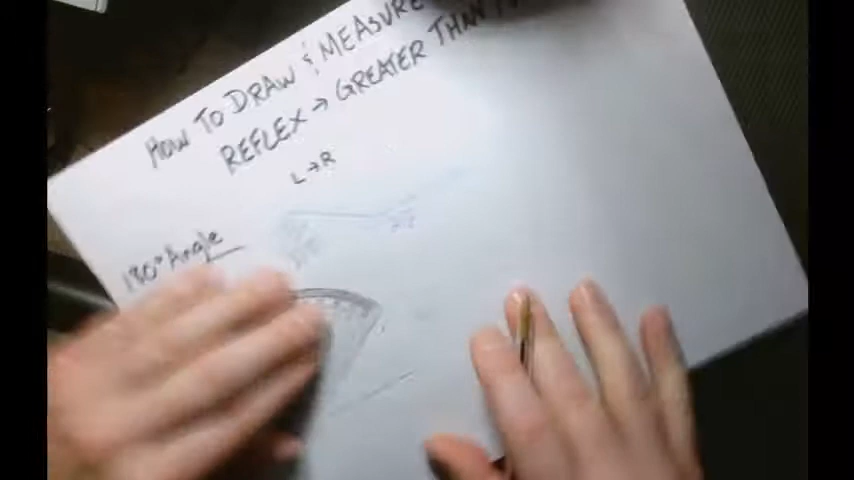 HOW TO DRAW & MEASURE
REFLEX → GREATER THAN
L→R
180° Angle